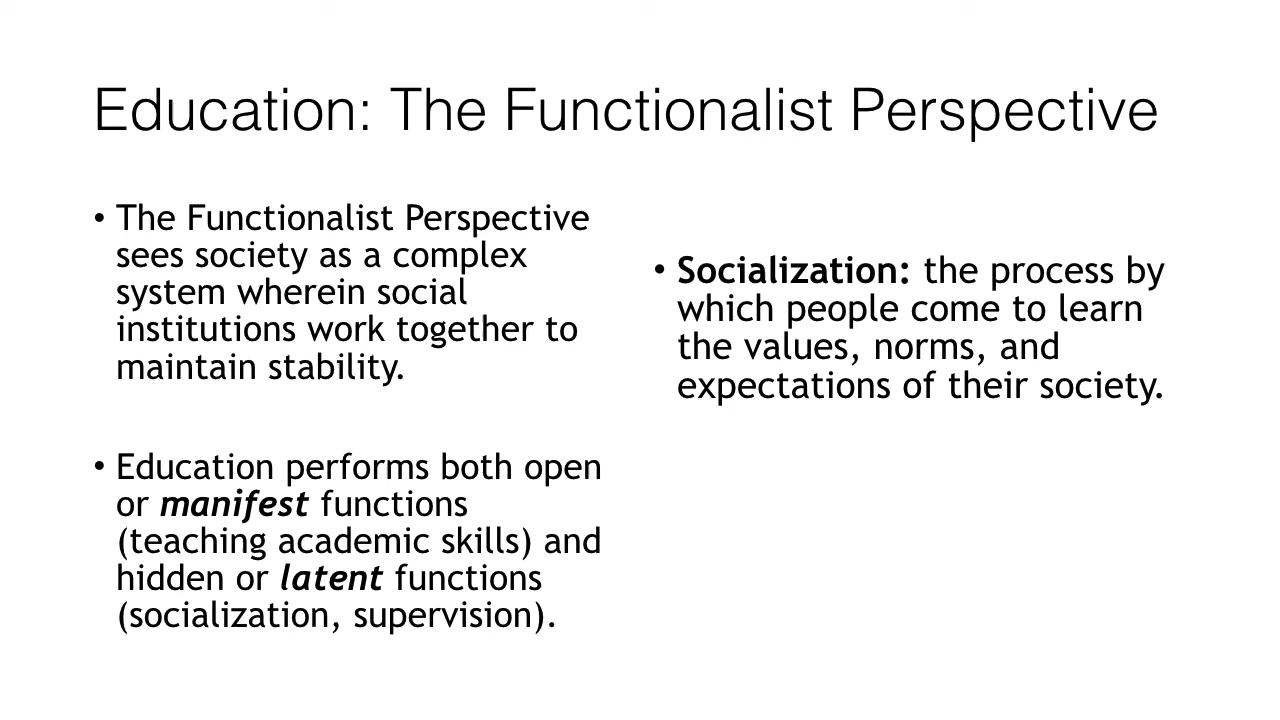 Education: The Functionalist Perspective
• The Functionalist Perspective
sees society as a complex
system wherein social
institutions work together to
maintain stability.
• Education performs both open
or manifest functions
(teaching academic skills) and
hidden or latent functions
(socialization, supervision).
• Socialization: the process by
which people come to learn
the values, norms, and
expectations of their society.